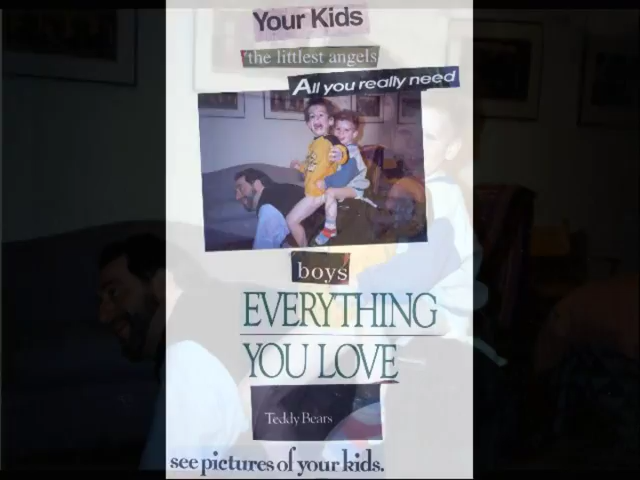 Your Kids
the littlest angels
All you really need
boys
EVERYTHING
YOU LOVE
Teddy Bears
see pictures of your kids.